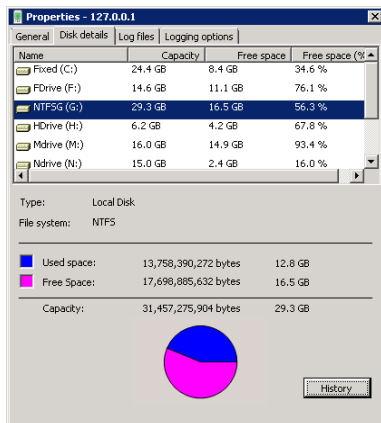 Properties - 127.0.0.1
General Disk details Log files Logging options
Name Capacity Free space Free space (%
Fixed (C:) 24.4 GB 8.4 GB 34.6 %
FDrive (F:) 14.6 GB 11.1 GB 76.1 %
NTFSG (G:) 29.3 GB 16.5 GB 56.3 %
HDrive (H:) 6.2 GB 4.2 GB 67.8 %
Mdrive (M:) 16.0 GB 14.9 GB 93.4 %
Ndrive (N:) 15.0 GB 2.4 GB 16.0 %
Type: Local Disk
File system: NTFS
Used space: 13,758,390,272 bytes 12.8 GB
Free Space: 17,698,885,632 bytes 16.5 GB
Capacity: 31,457,275,904 bytes 29.3 GB
History